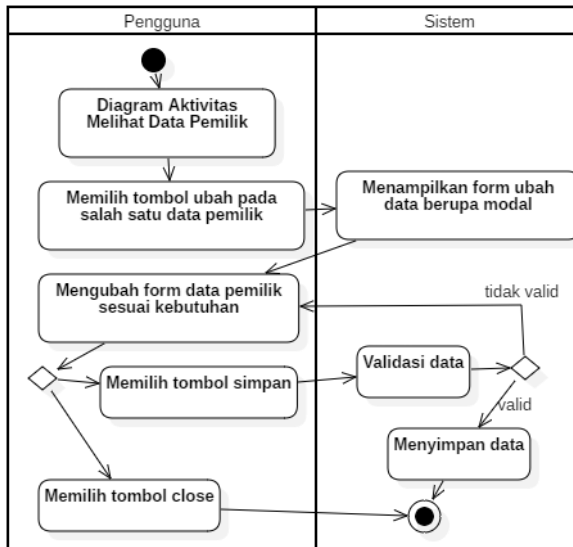 Pengguna
Sistem
Diagram Aktivitas
Melihat Data Pemilik
Memilih tombol ubah pada
salah satu data pemilik
Menampilkan form ubah
data berupa modal
Mengubah form data pemilik
sesuai kebutuhan
tidak valid
Memilih tombol simpan
Validasi data
valid
Menyimpan data
Memilih tombol close